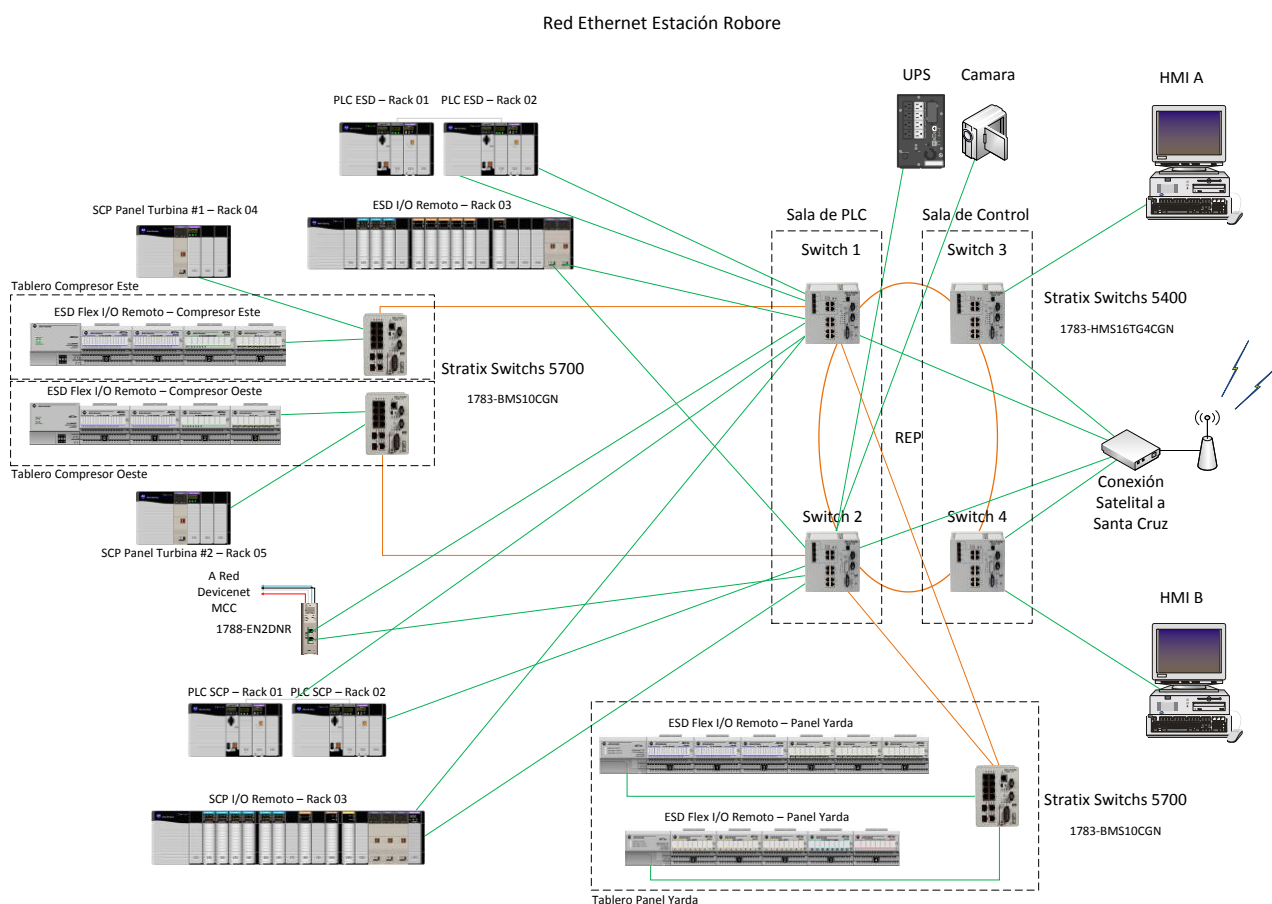 Red Ethernet Estación Robore
UPS
Camara
HMI A
PLC ESD – Rack 01
PLC ESD – Rack 02
SCP Panel Turbina #1 – Rack 04
ESD I/O Remoto – Rack 03
Sala de PLC
Sala de Control
Switch 1
Switch 3
Tablero Compresor Este
ESD Flex I/O Remoto – Compresor Este
Stratix Switchs 5400
1783-HMS16TG4CGN
Stratix Switchs 5700
1783-BMS10CGN
ESD Flex I/O Remoto – Compresor Oeste
Tablero Compresor Oeste
REP
Conexión
Satelital a
Santa Cruz
Switch 2
Switch 4
SCP Panel Turbina #2 – Rack 05
A Red
Devicenet
MCC
1788-EN2DNR
HMI B
PLC SCP – Rack 01
PLC SCP – Rack 02
ESD Flex I/O Remoto – Panel Yarda
SCP I/O Remoto – Rack 03
Stratix Switchs 5700
1783-BMS10CGN
ESD Flex I/O Remoto – Panel Yarda
Tablero Panel Yarda